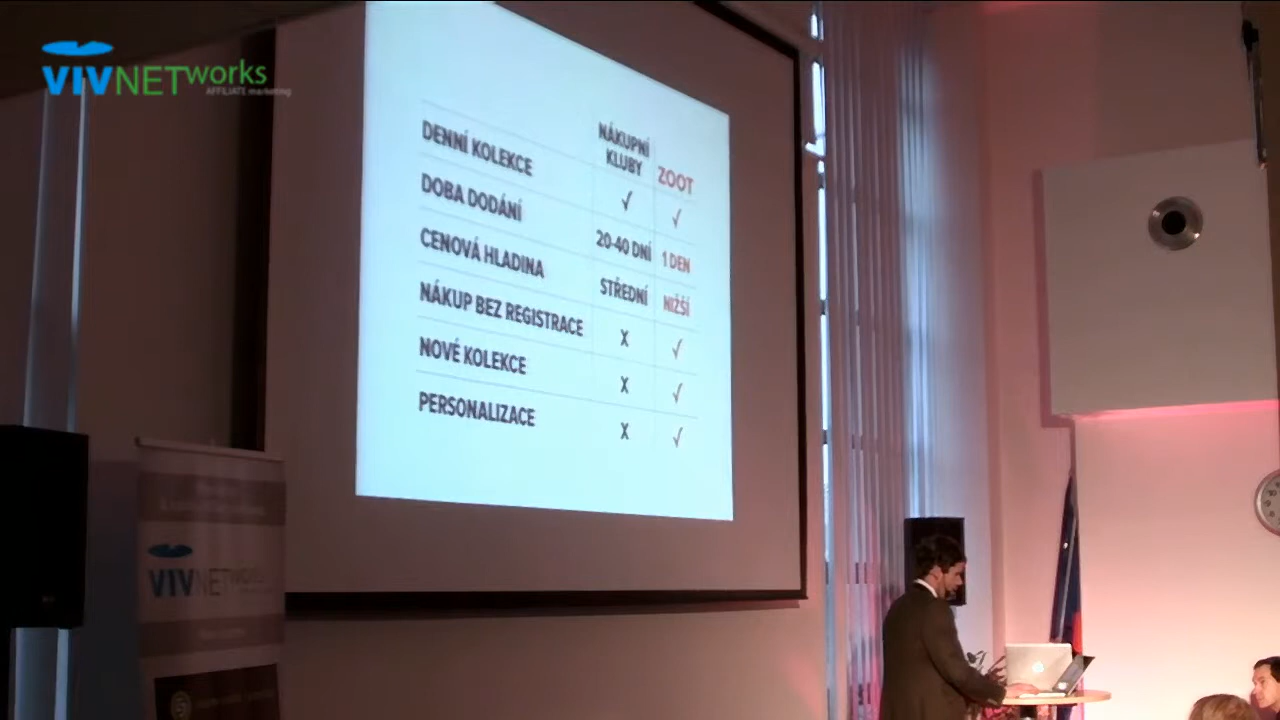 VIVNETworks
AFFILIATE marketing
NÁKUPNÍ
KLUBY
ZOOT
DENNÍ KOLEKCE √ √
DOBA DODÁNÍ 20-40 DNÍ 1 DEN
CENOVÁ HLADINA STŘEDNÍ NIŽŠÍ
NÁKUP BEZ REGISTRACE X √
NOVÉ KOLEKCE X √
PERSONALIZACE X √
VIVNETworks